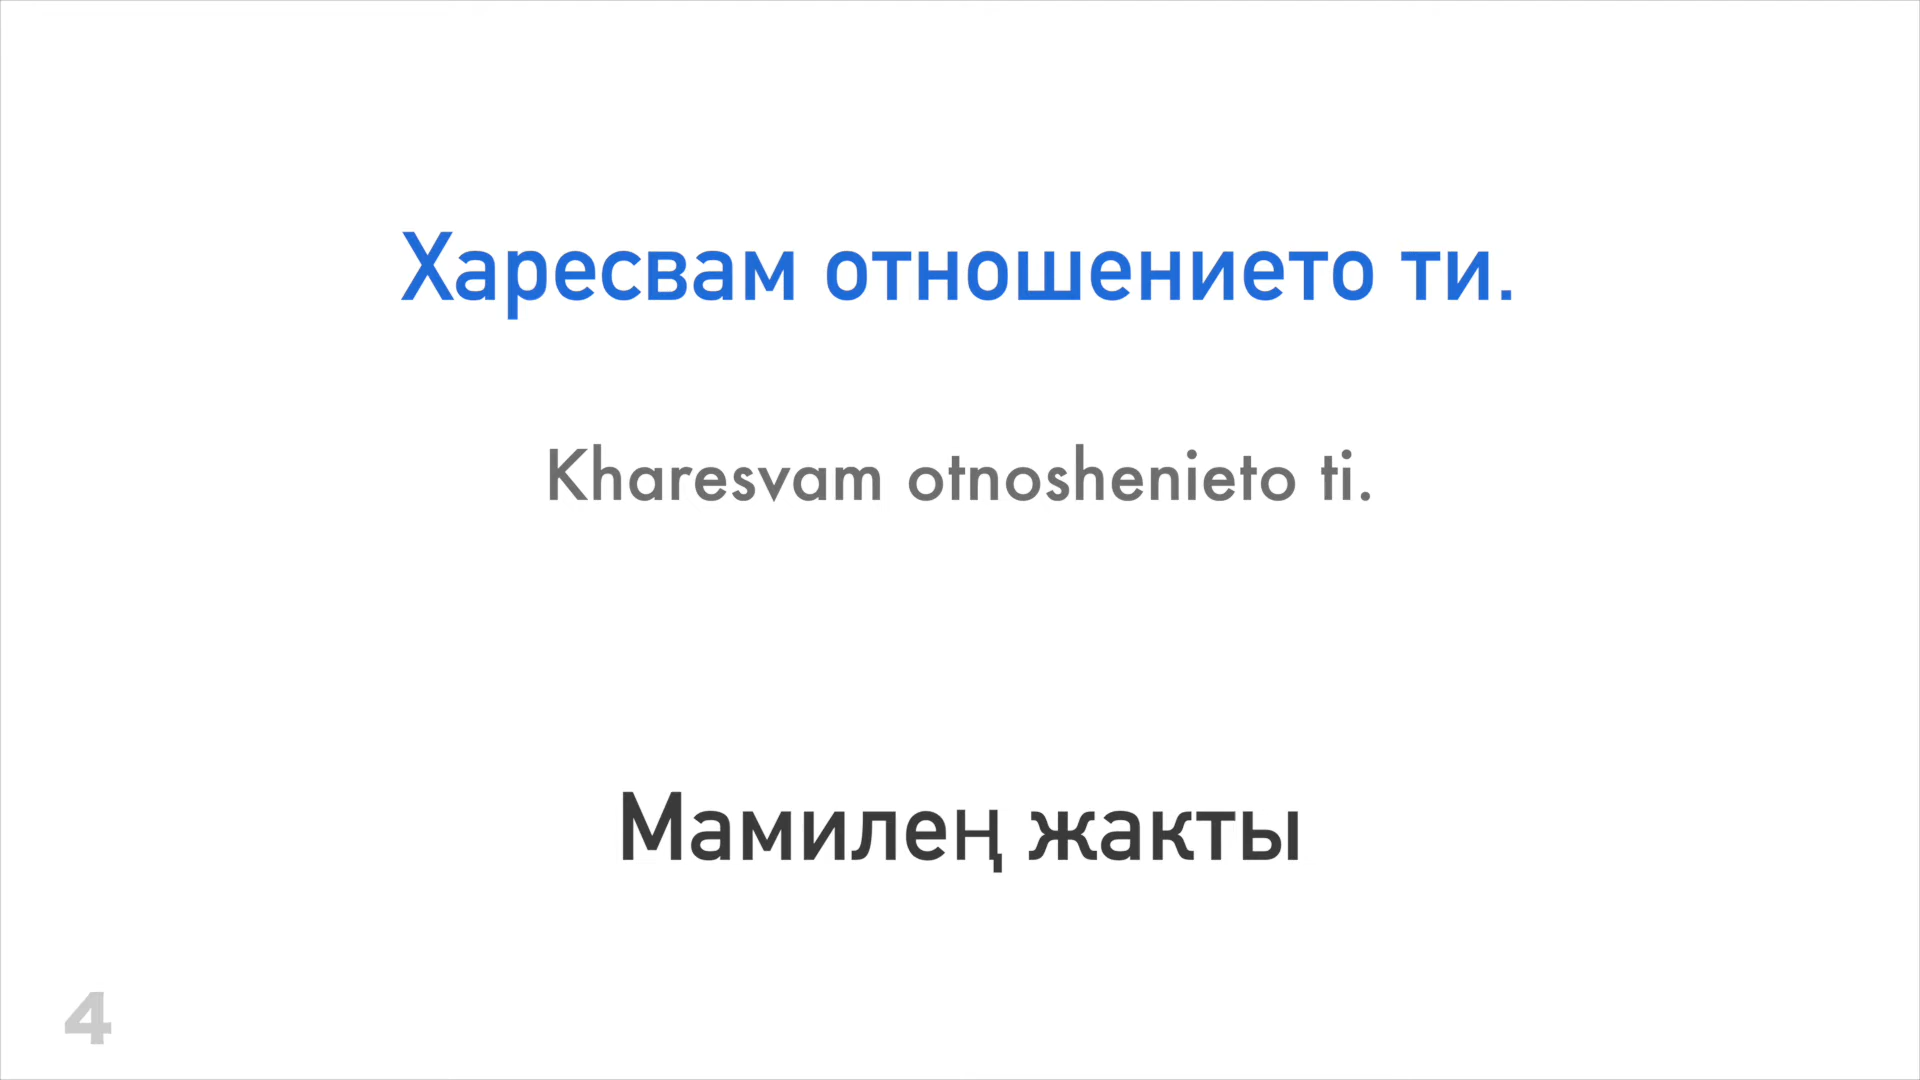 Харесвам отношението ти.
Kharesvam otnoshenieto ti.
Мамилең жакты
4